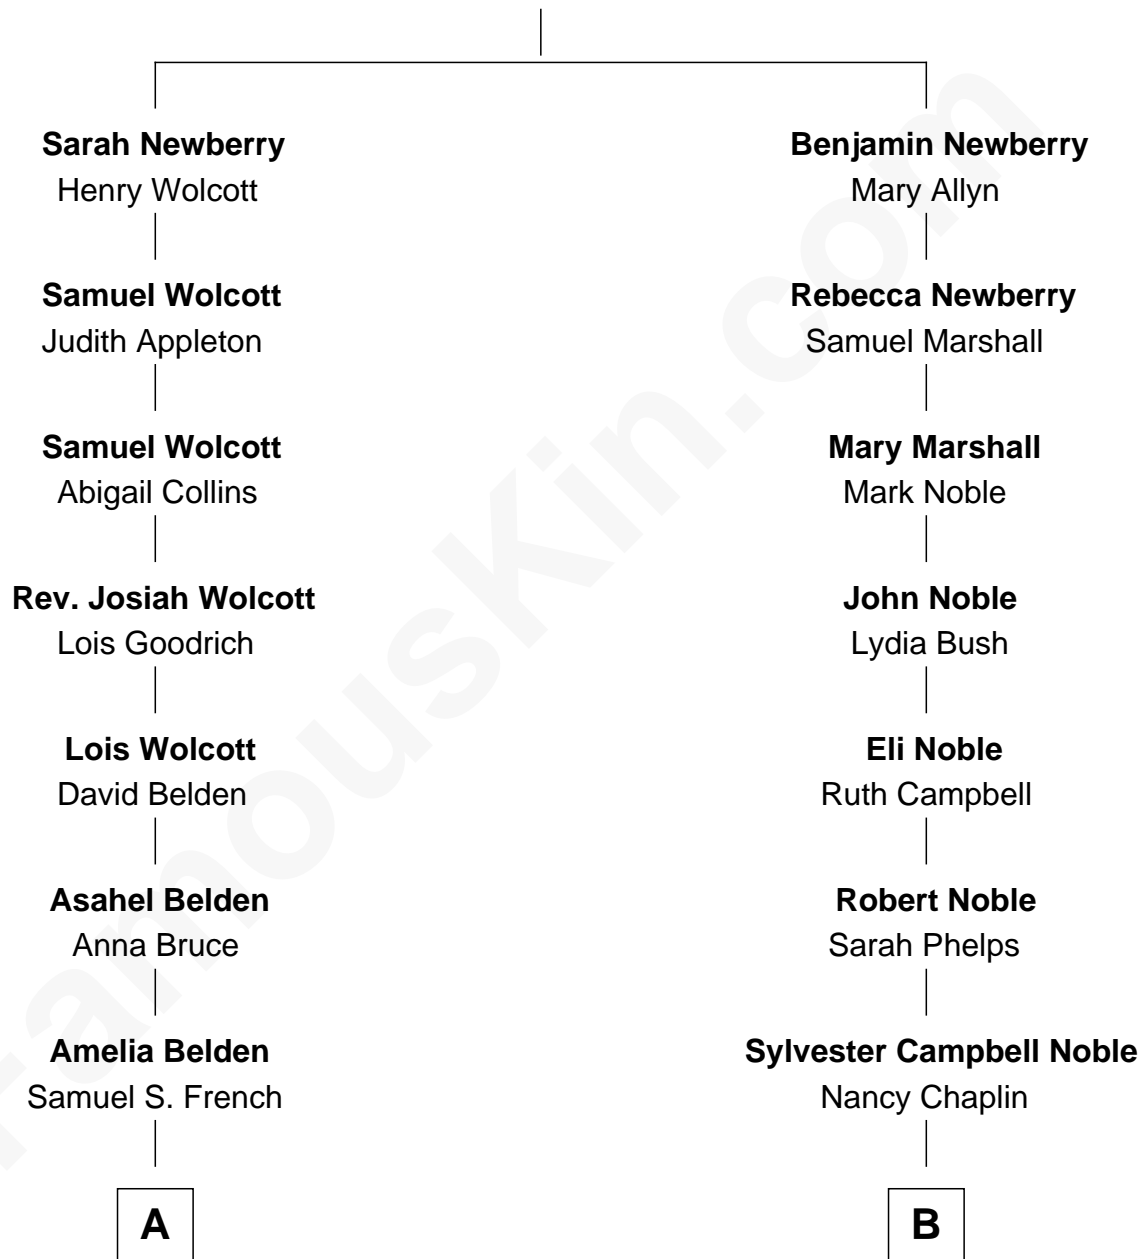 Sarah Newberry
Henry Wolcott
Samuel Wolcott
Judith Appleton
Samuel Wolcott
Abigail Collins
Rev. Josiah Wolcott
Lois Goodrich
Lois Wolcott
David Belden
Asahel Belden
Anna Bruce
Amelia Belden
Samuel S. French
A
Benjamin Newberry
Mary Allyn
Rebecca Newberry
Samuel Marshall
Mary Marshall
Mark Noble
John Noble
Lydia Bush
Eli Noble
Ruth Campbell
Robert Noble
Sarah Phelps
Sylvester Campbell Noble
Nancy Chaplin
B
FamousKin.com